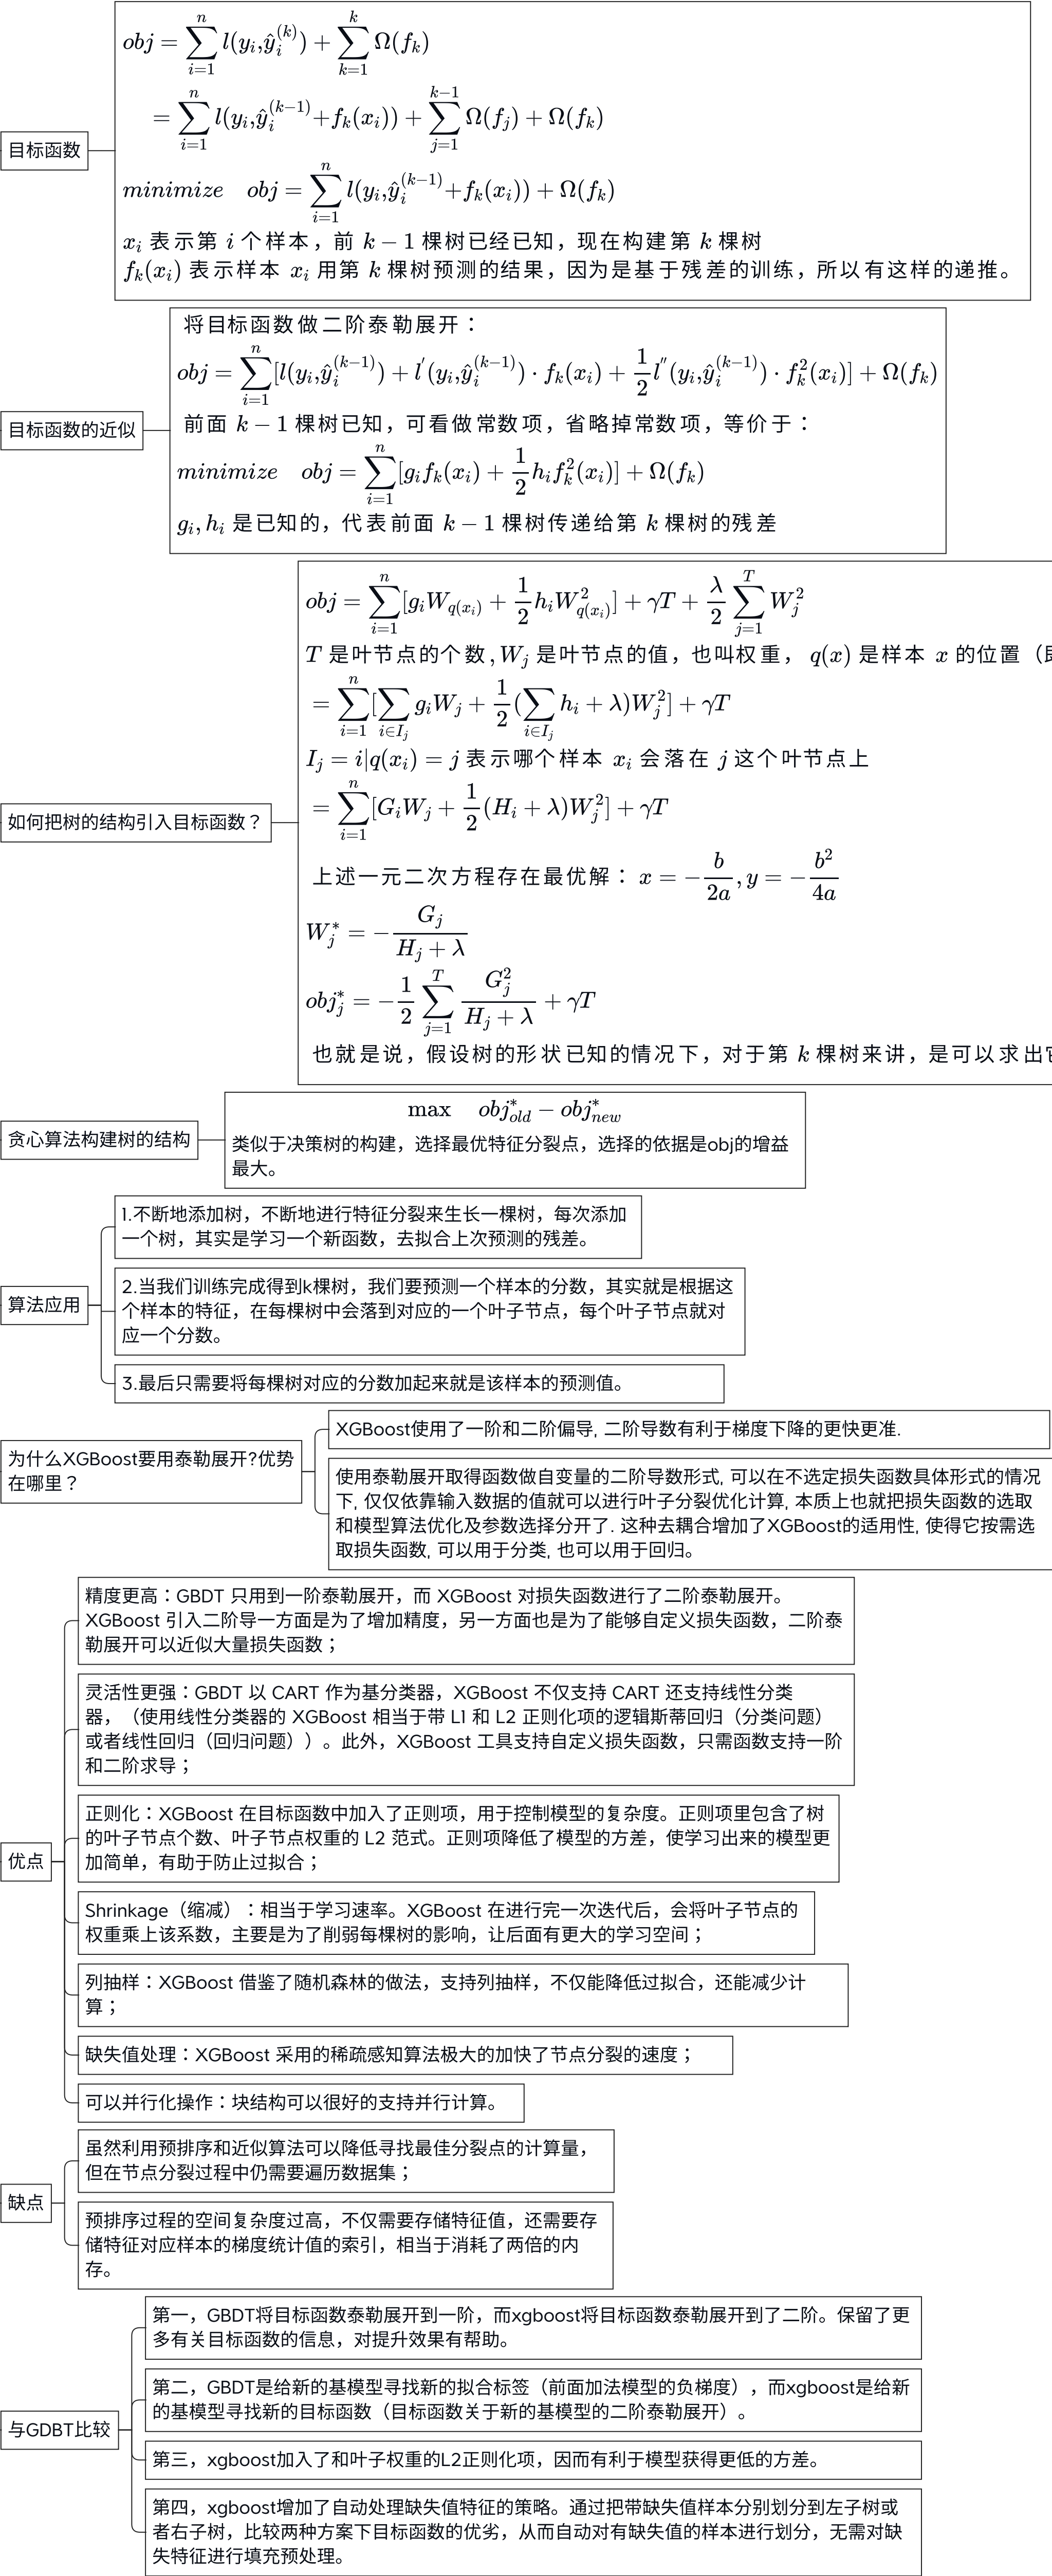 目标函数
obj = \sum_{i=1}^{n} l(y_i, \hat{y}_i^{(k)}) + \sum_{k=1}^{k} \Omega(f_k)
= \sum_{i=1}^{n} l(y_i, \hat{y}_i^{(k-1)} + f_k(x_i)) + \sum_{j=1}^{k-1} \Omega(f_j) + \Omega(f_k)
minimize obj = \sum_{i=1}^{n} l(y_i, \hat{y}_i^{(k-1)} + f_k(x_i)) + \Omega(f_k)
x_i 表示第 i 个样本，前 k − 1 棵树已经已知，现在构建第 k 棵树
f_k(x_i) 表示样本 x_i 用第 k 棵树预测的结果，因为是基于残差的训练，所以有这样的递推。
目标函数的近似
将目标函数做二阶泰勒展开：
obj = \sum_{i=1}^{n} [l(y_i, \hat{y}_i^{(k-1)}) + l^{'}(y_i, \hat{y}_i^{(k-1)}) · f_k(x_i) + \frac{1}{2} l^{''}(y_i, \hat{y}_i^{(k-1)}) · f_k^2(x_i)] + \Omega(f_k)
前面 k − 1 棵树已知，可看做常数项，省略掉常数项，等价于：
minimize obj = \sum_{i=1}^{n} [g_i f_k(x_i) + \frac{1}{2} h_i f_k^2(x_i)] + \Omega(f_k)
g_i, h_i 是已知的，代表前面 k − 1 棵树传递给第 k 棵树的残差
如何把树的结构引入目标函数？
obj = \sum_{i=1}^{n} [g_i W_{q(x_i)} + \frac{1}{2} h_i W_{q(x_i)}^2] + \gamma T + \frac{\lambda}{2} \sum_{j=1}^{T} W_j^2
T 是叶节点的个数, W_j 是叶节点的值，也叫权重， q(x) 是样本 x 的位置（
= \sum_{i=1}^{n} [\sum_{i \in I_j} g_i W_j + \frac{1}{2} (\sum_{i \in I_j} h_i + \lambda) W_j^2] + \gamma T
I_j = i|q(x_i) = j 表示哪个样本 x_i 会落在 j 这个叶节点上
= \sum_{i=1}^{n} [G_i W_j + \frac{1}{2} (H_i + \lambda) W_j^2] + \gamma T
上述一元二次方程存在最优解： x = -\frac{b}{2a}, y = -\frac{b^2}{4a}
W_j^* = -\frac{G_j}{H_j + \lambda}
obj_j^* = -\frac{1}{2} \sum_{j=1}^{T} \frac{G_j^2}{H_j + \lambda} + \gamma T
也就是说，假设树的形状已知的情况下，对于第 k 棵树来讲，是可以求出
贪心算法构建树的结构
max obj_{old}^* − obj_{new}^*
类似于决策树的构建，选择最优特征分裂点，选择的依据是obj的增益
最大。
算法应用
1.不断地添加树，不断地进行特征分裂来生长一棵树，每次添加
一个树，其实是学习一个新函数，去拟合上次预测的残差。
2.当我们训练完成得到k棵树，我们要预测一个样本的分数，其实就是根据这
个样本的特征，在每棵树中会落到对应的一个叶子节点，每个叶子节点就对
应一个分数。
3.最后只需要将每棵树对应的分数加起来就是该样本的预测值。
为什么XGBoost要用泰勒展开?优势
在哪里？
XGBoost使用了一阶和二阶偏导, 二阶导数有利于梯度下降的更快更准.
使用泰勒展开取得函数做自变量的二阶导数形式, 可以在不选定损失函数具体形式的情况
下, 仅仅依靠输入数据的值就可以进行叶子分裂优化计算, 本质上也就把损失函数的选取
和模型算法优化及参数选择分开了. 这种去耦合增加了XGBoost的适用性, 使得它按需选
取损失函数, 可以用于分类, 也可以用于回归。
优点
精度更高：GBDT 只用到一阶泰勒展开，而 XGBoost 对损失函数进行了二阶泰勒展开。
XGBoost 引入二阶导一方面是为了增加精度，另一方面也是为了能够自定义损失函数，二阶泰
勒展开可以近似大量损失函数；
灵活性更强：GBDT 以 CART 作为基分类器，XGBoost 不仅支持 CART 还支持线性分类
器，（使用线性分类器的 XGBoost 相当于带 L1 和 L2 正则化项的逻辑斯蒂回归（分类问题）
或者线性回归（回归问题））。此外，XGBoost 工具支持自定义损失函数，只需函数支持一阶
和二阶求导；
正则化：XGBoost 在目标函数中加入了正则项，用于控制模型的复杂度。正则项里包含了树
的叶子节点个数、叶子节点权重的 L2 范式。正则项降低了模型的方差，使学习出来的模型更
加简单，有助于防止过拟合；
Shrinkage（缩减）：相当于学习速率。XGBoost 在进行完一次迭代后，会将叶子节点的
权重乘上该系数，主要是为了削弱每棵树的影响，让后面有更大的学习空间；
列抽样：XGBoost 借鉴了随机森林的做法，支持列抽样，不仅能降低过拟合，还能减少计
算；
缺失值处理：XGBoost 采用的稀疏感知算法极大的加快了节点分裂的速度；
可以并行化操作：块结构可以很好的支持并行计算。
缺点
虽然利用预排序和近似算法可以降低寻找最佳分裂点的计算量，
但在节点分裂过程中仍需要遍历数据集；
预排序过程的空间复杂度过高，不仅需要存储特征值，还需要存
储特征对应样本的梯度统计值的索引，相当于消耗了两倍的内
存。
与GDBT比较
第一，GBDT将目标函数泰勒展开到一阶，而xgboost将目标函数泰勒展开到了二阶。保留了更
多有关目标函数的信息，对提升效果有帮助。
第二，GBDT是给新的基模型寻找新的拟合标签（前面加法模型的负梯度），而xgboost是给新
的基模型寻找新的目标函数（目标函数关于新的基模型的二阶泰勒展开）。
第三，xgboost加入了和叶子权重的L2正则化项，因而有利于模型获得更低的方差。
第四，xgboost增加了自动处理缺失值特征的策略。通过把带缺失值样本分别划分到左子树或
者右子树，比较两种方案下目标函数的优劣，从而自动对有缺失值的样本进行划分，无需对缺
失特征进行填充预处理。